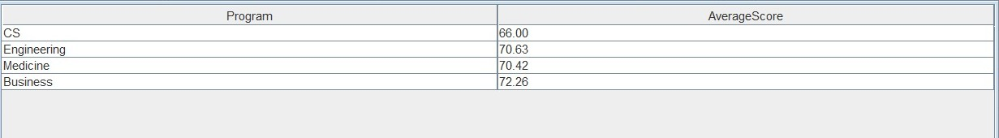 Program AverageScore
CS 66.00
Engineering 70.63
Medicine 70.42
Business 72.26